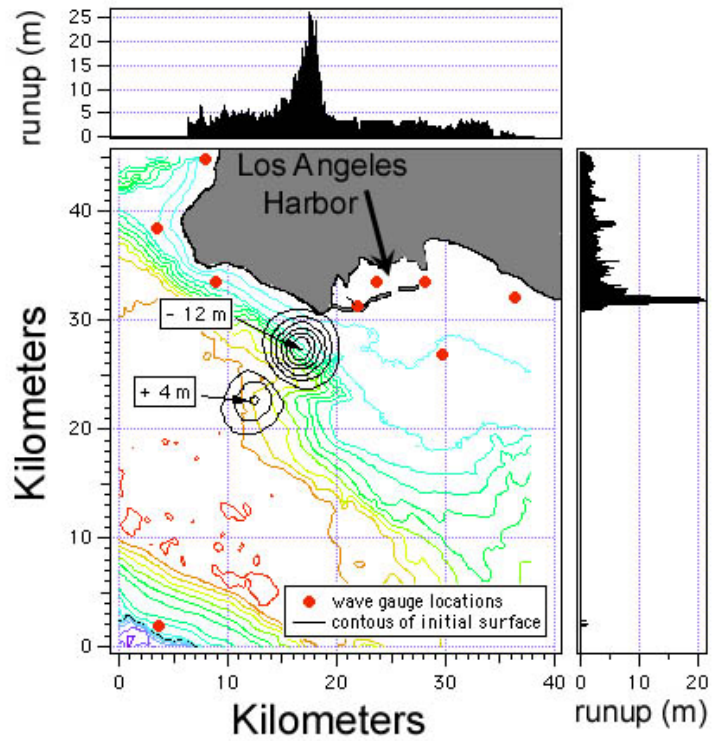 25
20
15
10
5
0
runup (m)
Los Angeles
Harbor
40
30
20
10
0
Kilometers
- 12 m
+ 4 m
wave gauge locations
contous of initial surface
0 10 20 30 40
Kilometers
0 10 20
runup (m)